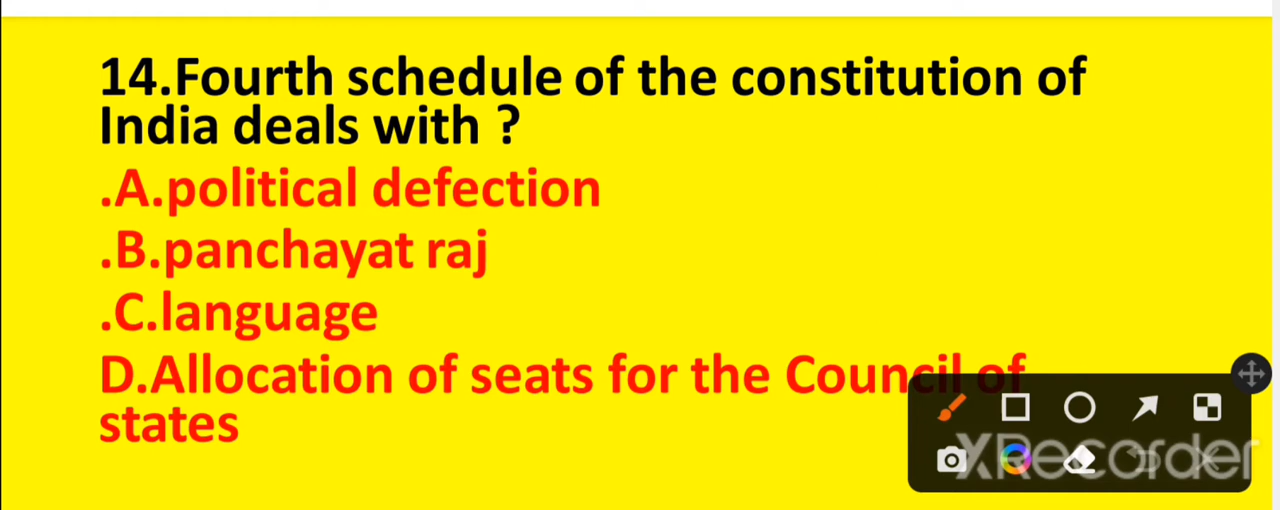 14.Fourth schedule of the constitution of
India deals with ?
.A.political defection
.B.panchayat raj
.C.language
D.Allocation of seats for the Council of
states
XRecorder